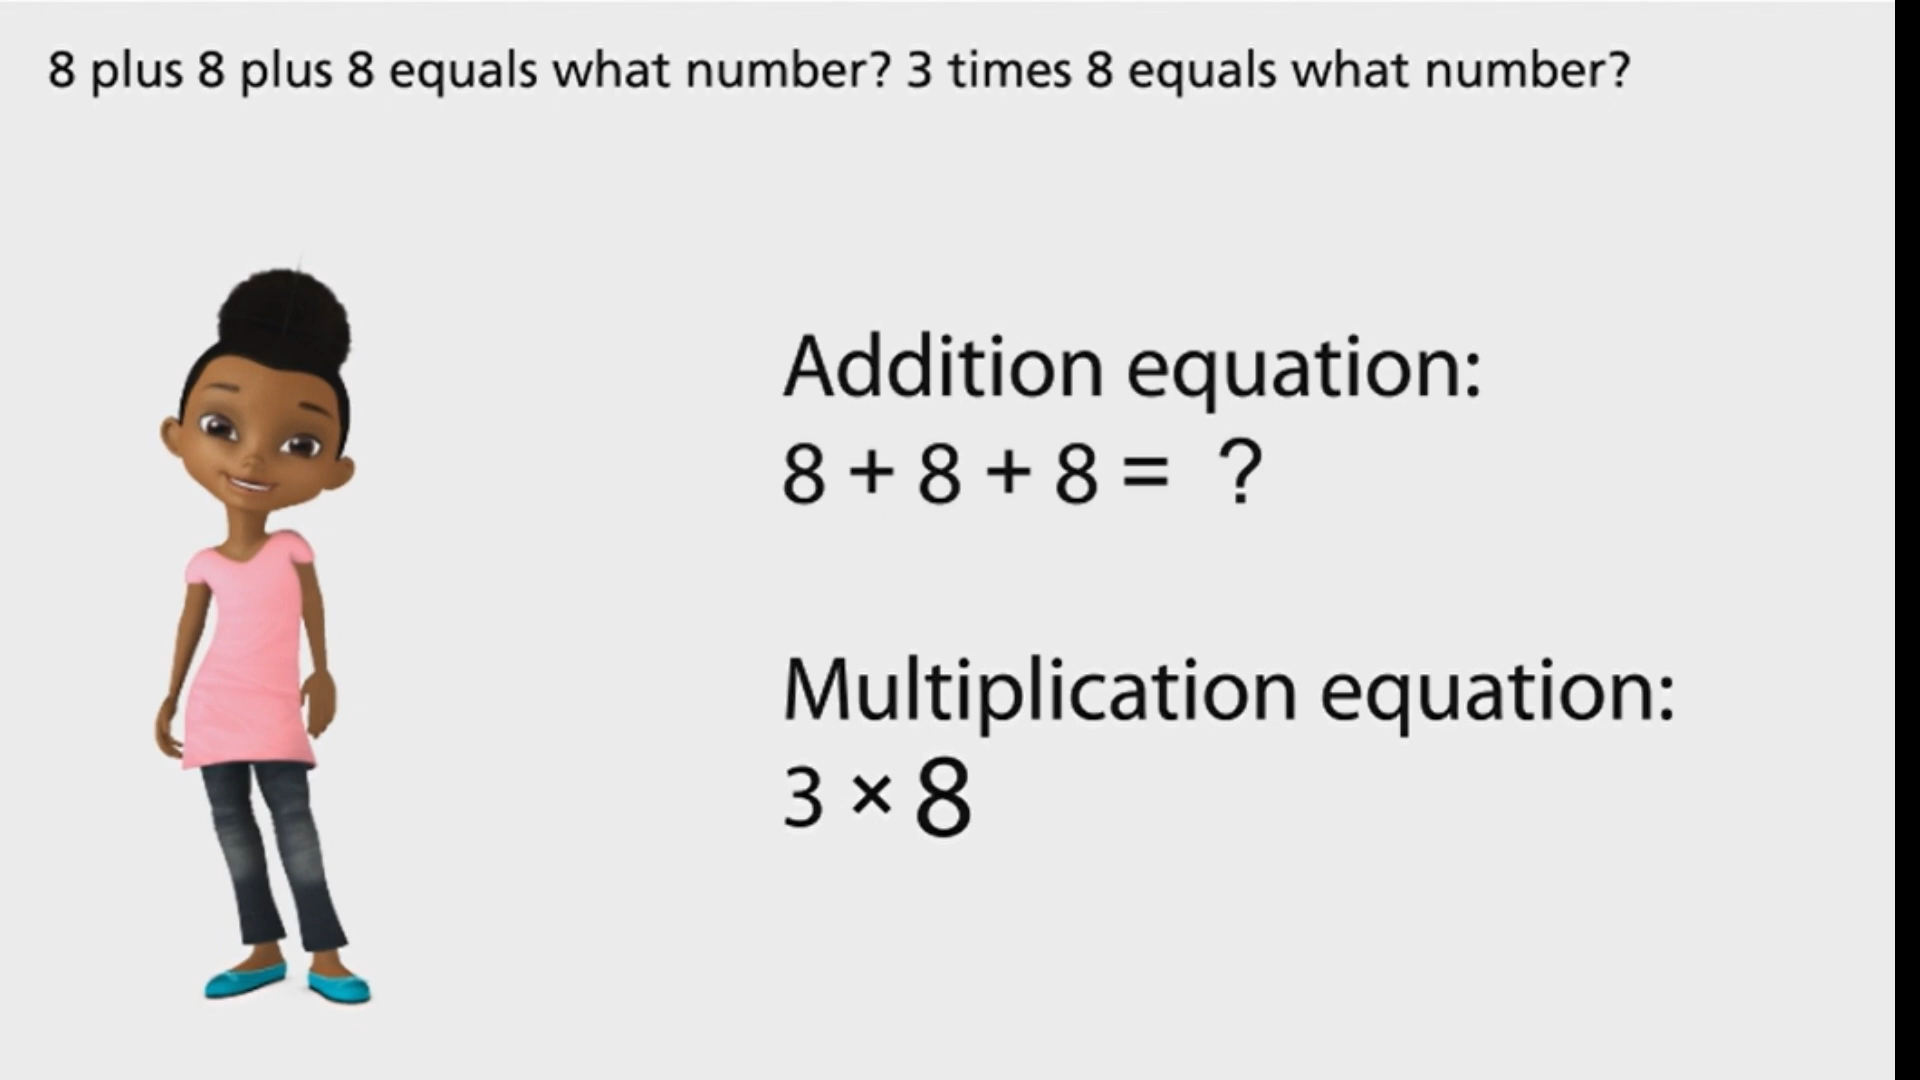 8 plus 8 plus 8 equals what number? 3 times 8 equals what number?
Addition equation:
8 + 8 + 8 = ?
Multiplication equation:
3 × 8